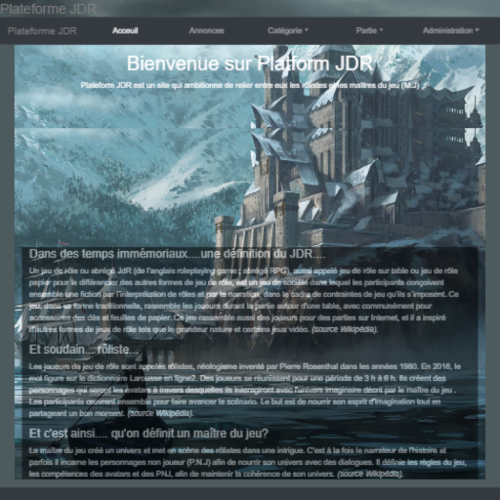 Plateforme JDR
Plateforme JDR Accueil Annonces Catégorie Partie Administration
Bienvenue sur Platform JDR
Plateform JDR est un site qui ambitionne de relier entre eux les rôlistes et les maîtres du jeu (MJ)
Dans des temps immémoriaux....une définition du JDR....
Un jeu de rôle ou abrégé JdR (de l'anglais roleplaying game ; abrégé RPG), aussi appelé jeu de rôle sur table ou jeu de rôle
papier pour le différencier des autres formes de jeu de rôle, est un jeu de société dans lequel les participants conçoivent
ensemble une fiction par l'interprétation de rôles et par la narration, dans le cadre de contraintes de jeu qu'ils s'imposent. Ce
jeu, dans sa forme traditionnelle, rassemble les joueurs durant la partie autour d'une table, avec communément pour
accessoires des dés et feuilles de papier. Ce jeu rassemble aussi des joueurs pour des parties sur Internet, et il a inspiré
d'autres formes de jeux de rôle tels que le grandeur nature et certains jeux vidéo. (source Wikipédia).
Et soudain.... rôliste...
Les joueurs de jeu de rôle sont appelés rôlistes, néologisme inventé par Pierre Rosenthal dans les années 1980. En 2016, le
mot figure sur le dictionnaire Larousse en ligne2. Des joueurs se réunissent pour une période de 3 h à 6 h. Ils créent des
personnages qui seront les avatars à travers desquelles ils interagiront avec l'univers imaginaire décrit par le maître du jeu .
Les participants œuvrent ensemble pour faire avancer le scénario. Le but est de nourrir son esprit d'imagination tout en
partageant un bon moment. (source Wikipédia).
Et c'est ainsi.... qu'on définit un maître du jeu?
Le maître du jeu créé un univers et met en scène des rôlistes dans une intrigue. C'est à la fois le narrateur de l'histoire et
parfois il incarne les personnages non joueur (P.N.J) afin de nourrir son univers avec des dialogues. Il définie les règles du jeu,
les compétences des avatars et des PNJ, afin de maintenir la cohérence de son univers. (source Wikipédia).